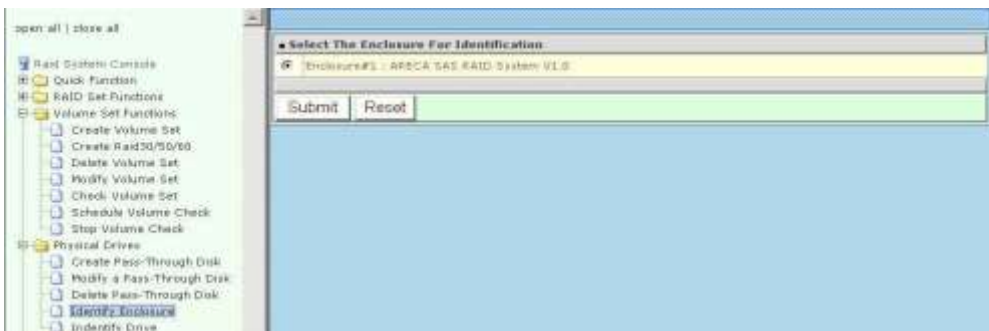 open all | close all
Raid System Console
Quick Function
RAID Set Functions
Volume Set Functions
Create Volume Set
Create Raid30/50/60
Delete Volume Set
Modify Volume Set
Check Volume Set
Schedule Volume Check
Stop Volume Check
Physical Drives
Create Pass-Through Disk
Modify a Pass-Through Disk
Delete Pass-Through Disk
Identify Enclosure
Indentify Drive
Select The Enclosure For Identification
Enclosure#1 : ARECA SAS RAID System V1.0
Submit Reset